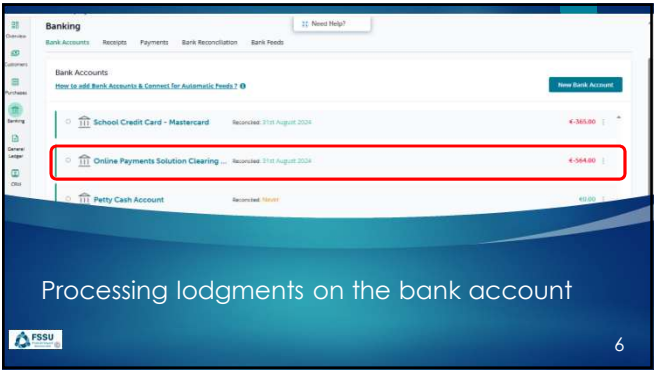 Banking
Need Help?
Bank Accounts Receipts Payments Bank Reconciliation Bank Feeds
Overview
Customers
Purchases
Banking
General Ledger
CRM
Bank Accounts
How to add Bank Accounts & Connect for Automatic Feeds ?
New Bank Account
School Credit Card - Mastercard Reconciled: 31st August 2024 €-365.00
Online Payments Solution Clearing ... Reconciled: 31st August 2024 €-564.00
Petty Cash Account Reconciled: Never €0.00
Processing lodgments on the bank account
FSSU
6